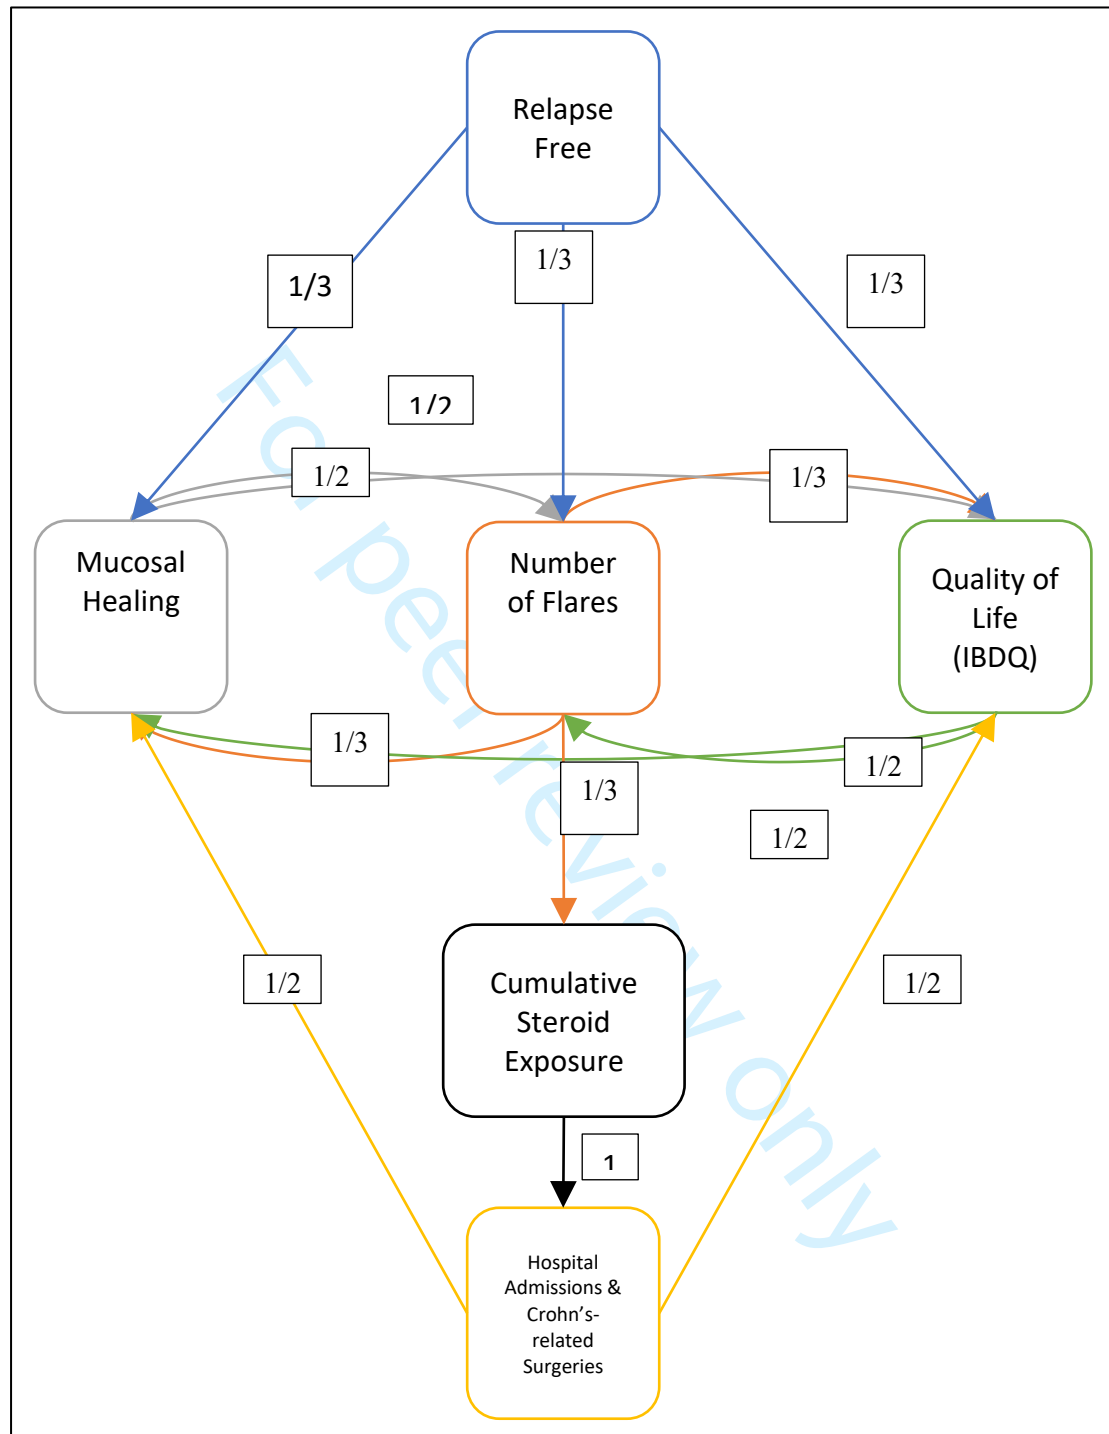 Relapse
Free
1/3
1/3
1/3
1/2
1/2
1/3
Mucosal
Healing
Number
of Flares
Quality of
Life
(IBDQ)
1/3
1/3
1/2
1/2
1/2
1/2
Cumulative
Steroid
Exposure
1
Hospital
Admissions &
Crohn's-
related
Surgeries
For peer review only